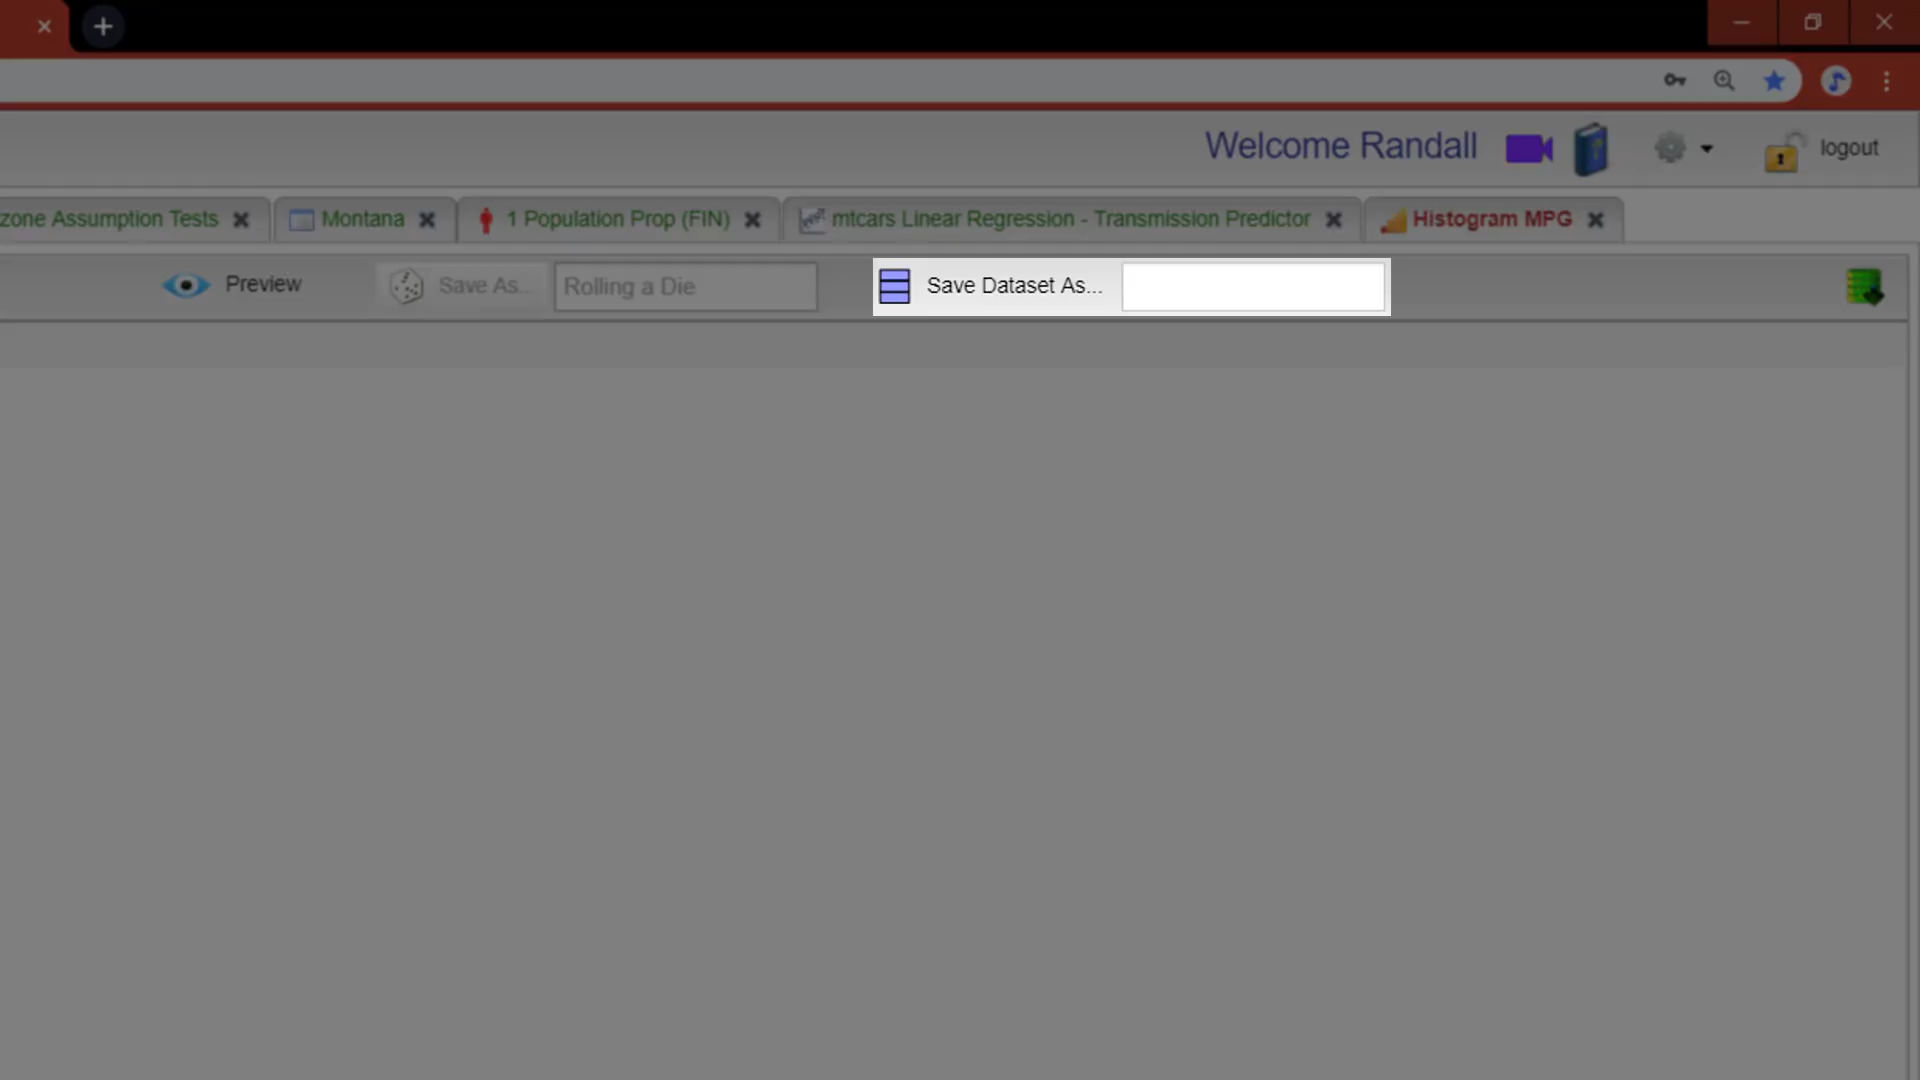 Welcome Randall
logout
zone Assumption Tests
Montana
1 Population Prop (FIN)
mtcars Linear Regression - Transmission Predictor
Histogram MPG
Preview
Save As...
Rolling a Die
Save Dataset As...